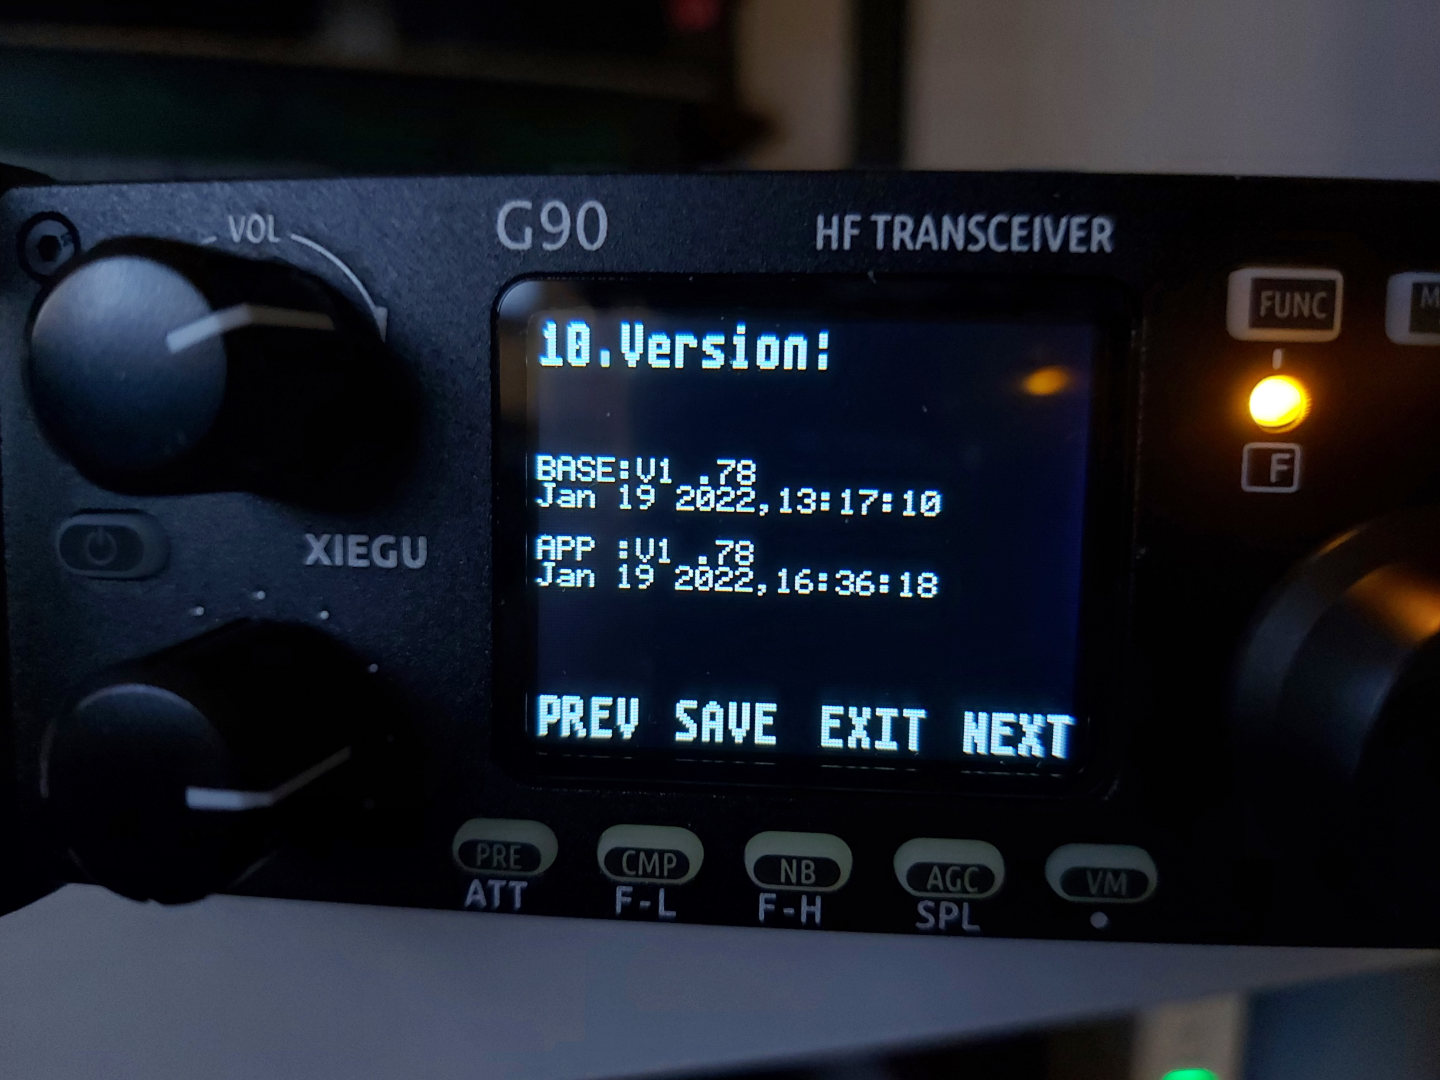 VOL
G90
HF TRANSCEIVER
FUNC
10.Version:
F
BASE:V1 .78
Jan 19 2022,13:17:10
XIEGU
APP :V1 .78
Jan 19 2022,16:36:18
PREV SAVE EXIT NEXT
PRE CMP NB AGC VM
ATT F-L F-H SPL